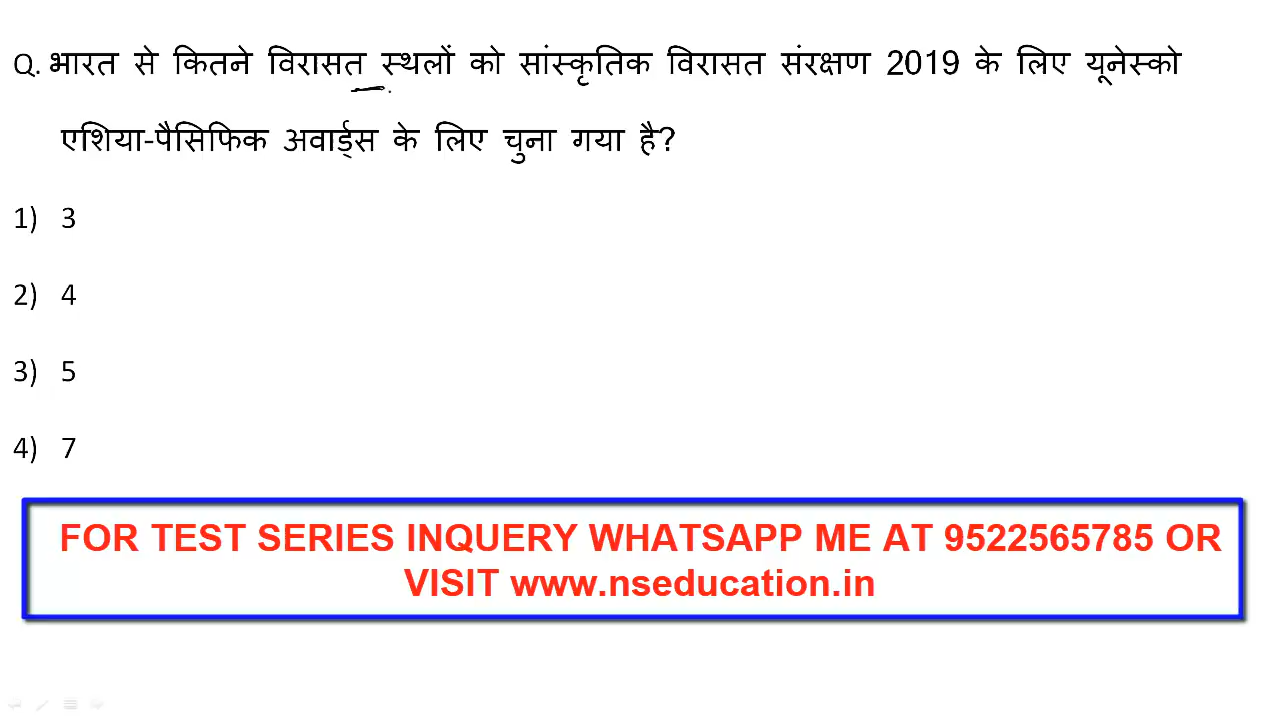 Q. भारत से कितने विरासत स्थलों को सांस्कृतिक विरासत संरक्षण 2019 के लिए यूनेस्को
एशिया-पैसिफिक अवार्ड्स के लिए चुना गया है?
1) 3
2) 4
3) 5
4) 7
FOR TEST SERIES INQUERY WHATSAPP ME AT 9522565785 OR
VISIT www.nseducation.in